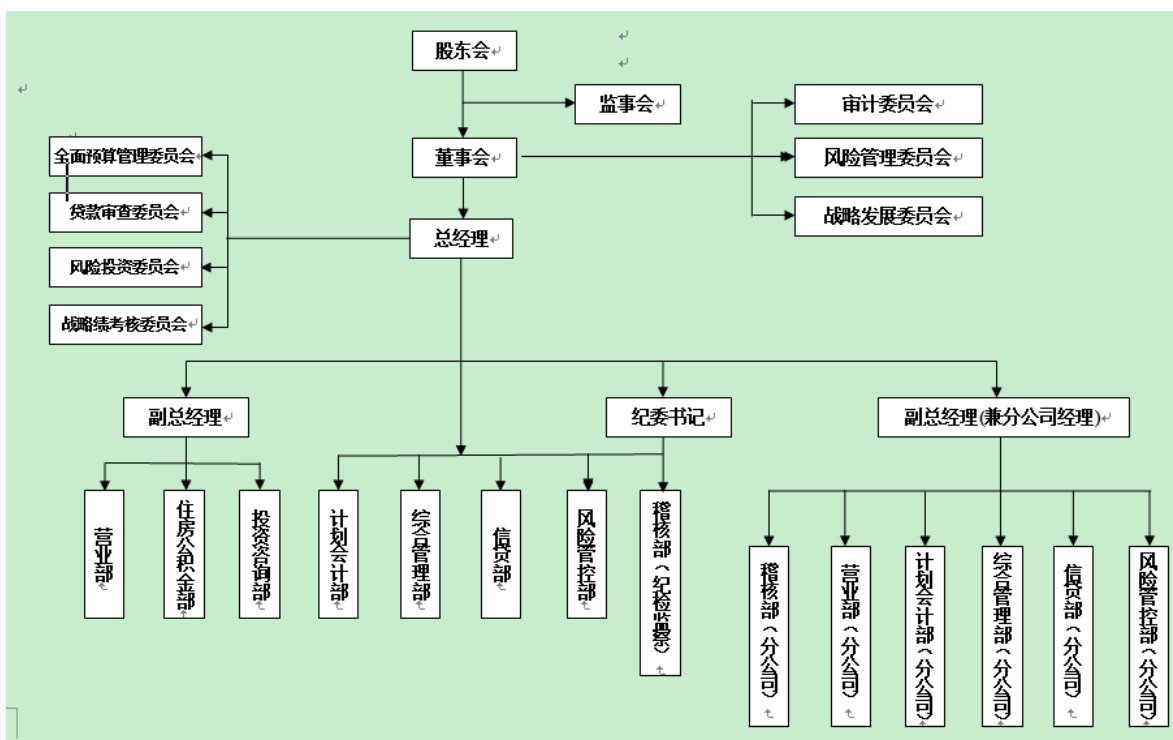 股东会
监事会
审计委员会
全面预算管理委员会
董事会
风险管理委员会
贷款审查委员会
战略发展委员会
总经理
风险投资委员会
战略绩考核委员会
副总经理
纪委书记
副总经理(兼分公司经理)
营业部
住房公积金部
投资咨询部
计划会计部
综合管理部
信贷部
风险管控部
稽核部（纪检监察）
稽核部（分公司）
营业部（分公司）
计划会计部（分公司）
综合管理部（分公司）
信贷部（分公司）
风险管控部（分公司）